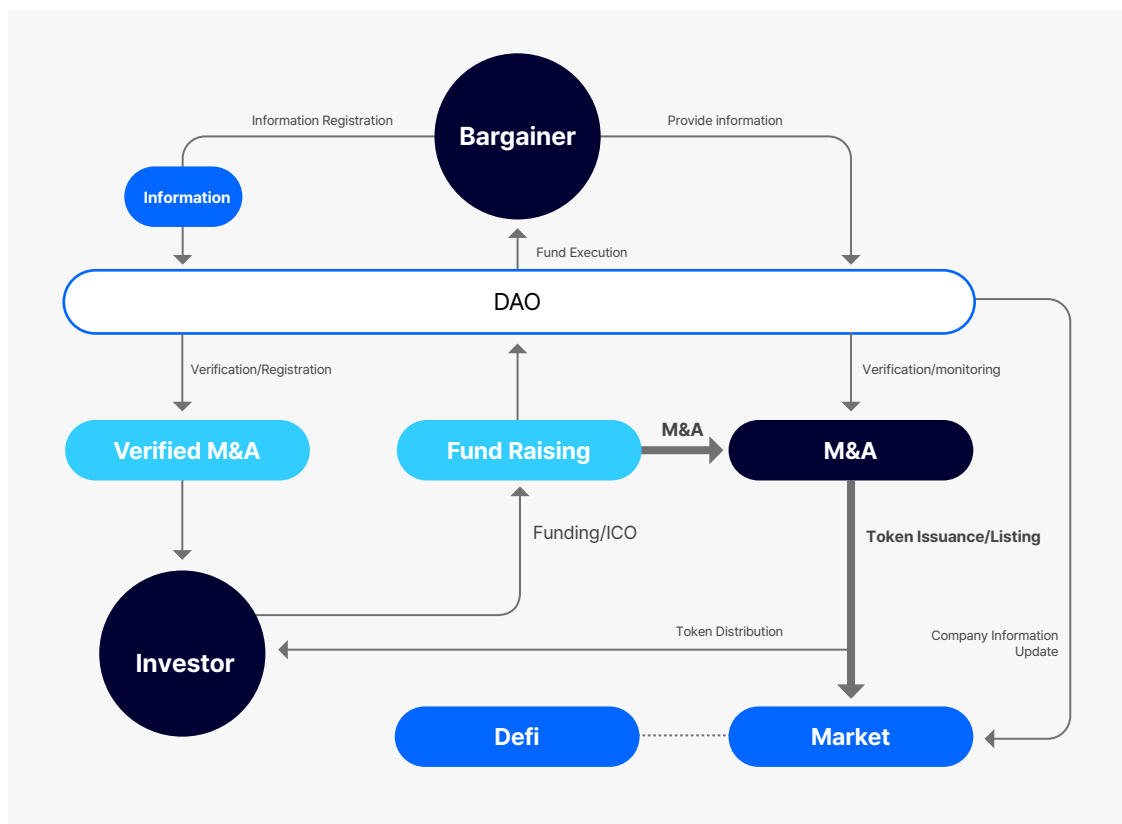 Information Registration
Bargainer
Provide information
Information
Fund Execution
DAO
Verification/Registration
Verification/monitoring
Verified M&A
Fund Raising
M&A
M&A
Funding/ICO
Token Issuance/Listing
Token Distribution
Company Information
Update
Investor
Defi
Market